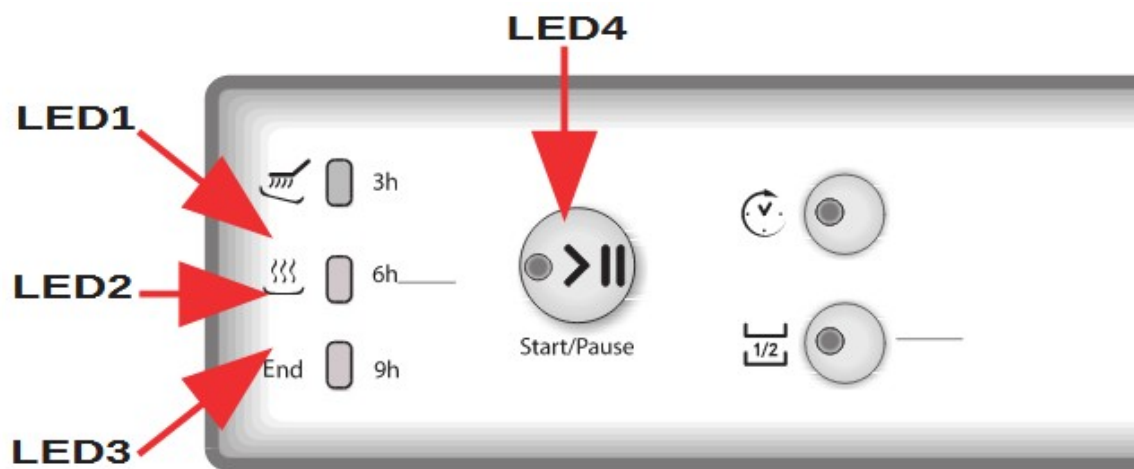 LED4
LED1
3h
LED2
6h
Start/Pause
1/2
End
9h
LED3